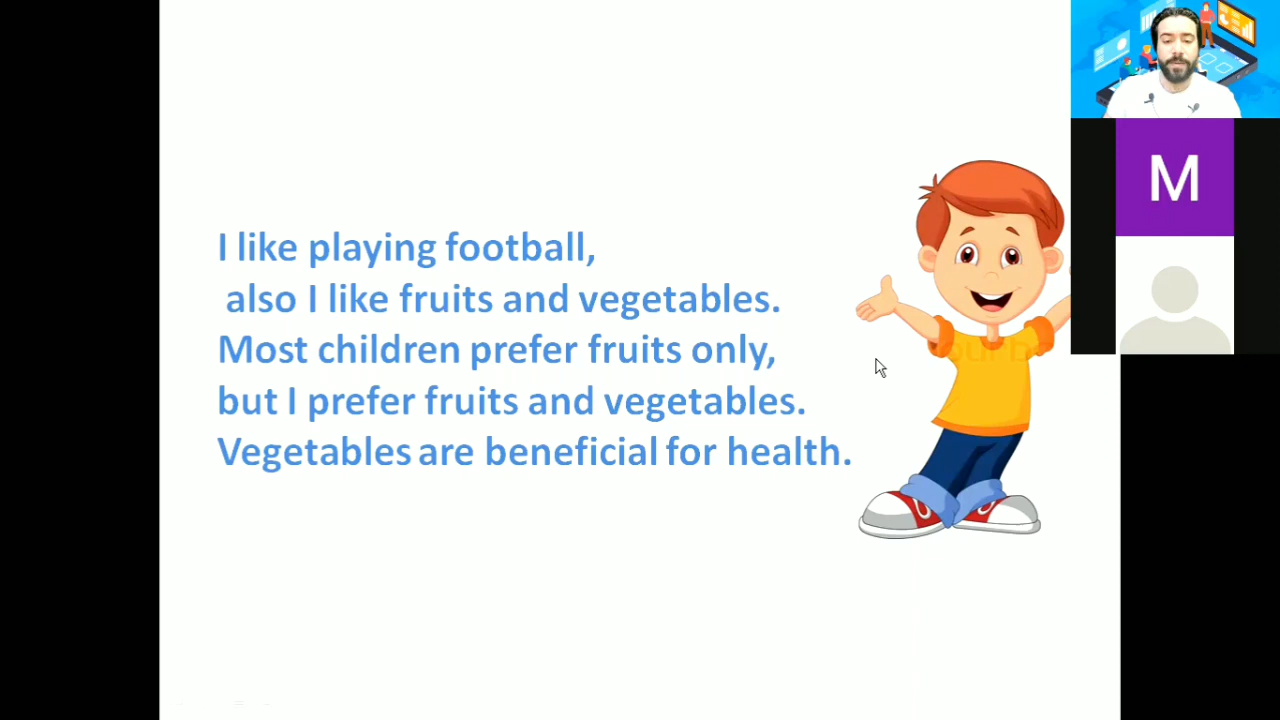 I like playing football,
also I like fruits and vegetables.
Most children prefer fruits only,
but I prefer fruits and vegetables.
Vegetables are beneficial for health.
M